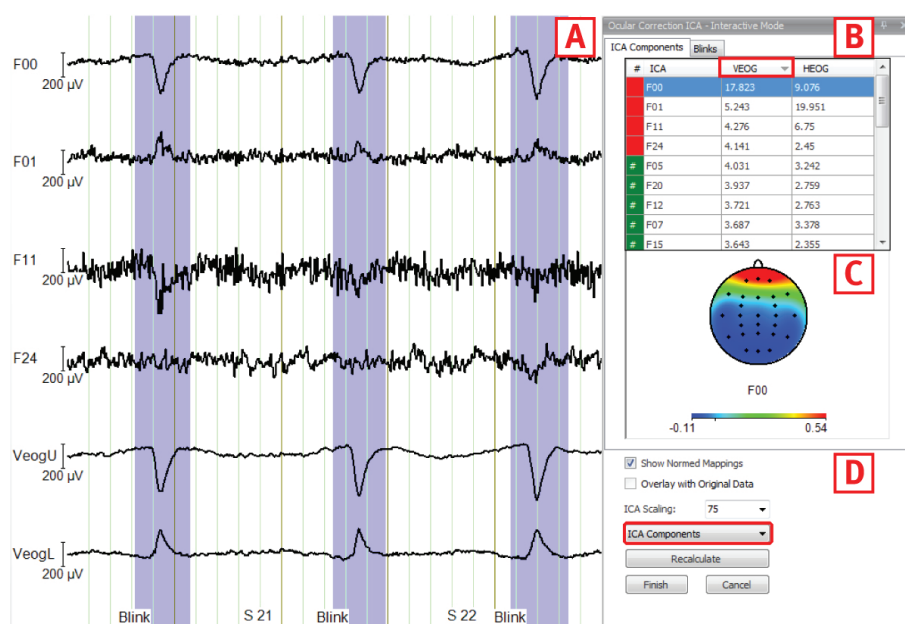 F00
200 µV
F01
200 µV
F11
200 µV
F24
200 µV
VeogU
200 µV
VeogL
200 µV
Blink S 21 Blink S 22 Blink
A
Ocular Correction ICA - Interactive Mode
B
ICA Components Blinks
# ICA VEOG HEOG
F00 17.823 9.076
F01 5.243 19.951
F11 4.276 6.75
F24 4.141 2.45
# F05 4.031 3.242
# F20 3.937 2.759
# F12 3.721 2.763
# F07 3.687 3.378
# F15 3.643 2.355
C
F00
-0.11 0.54
Show Normed Mappings
D
Overlay with Original Data
ICA Scaling: 75
ICA Components
Recalculate
Finish Cancel